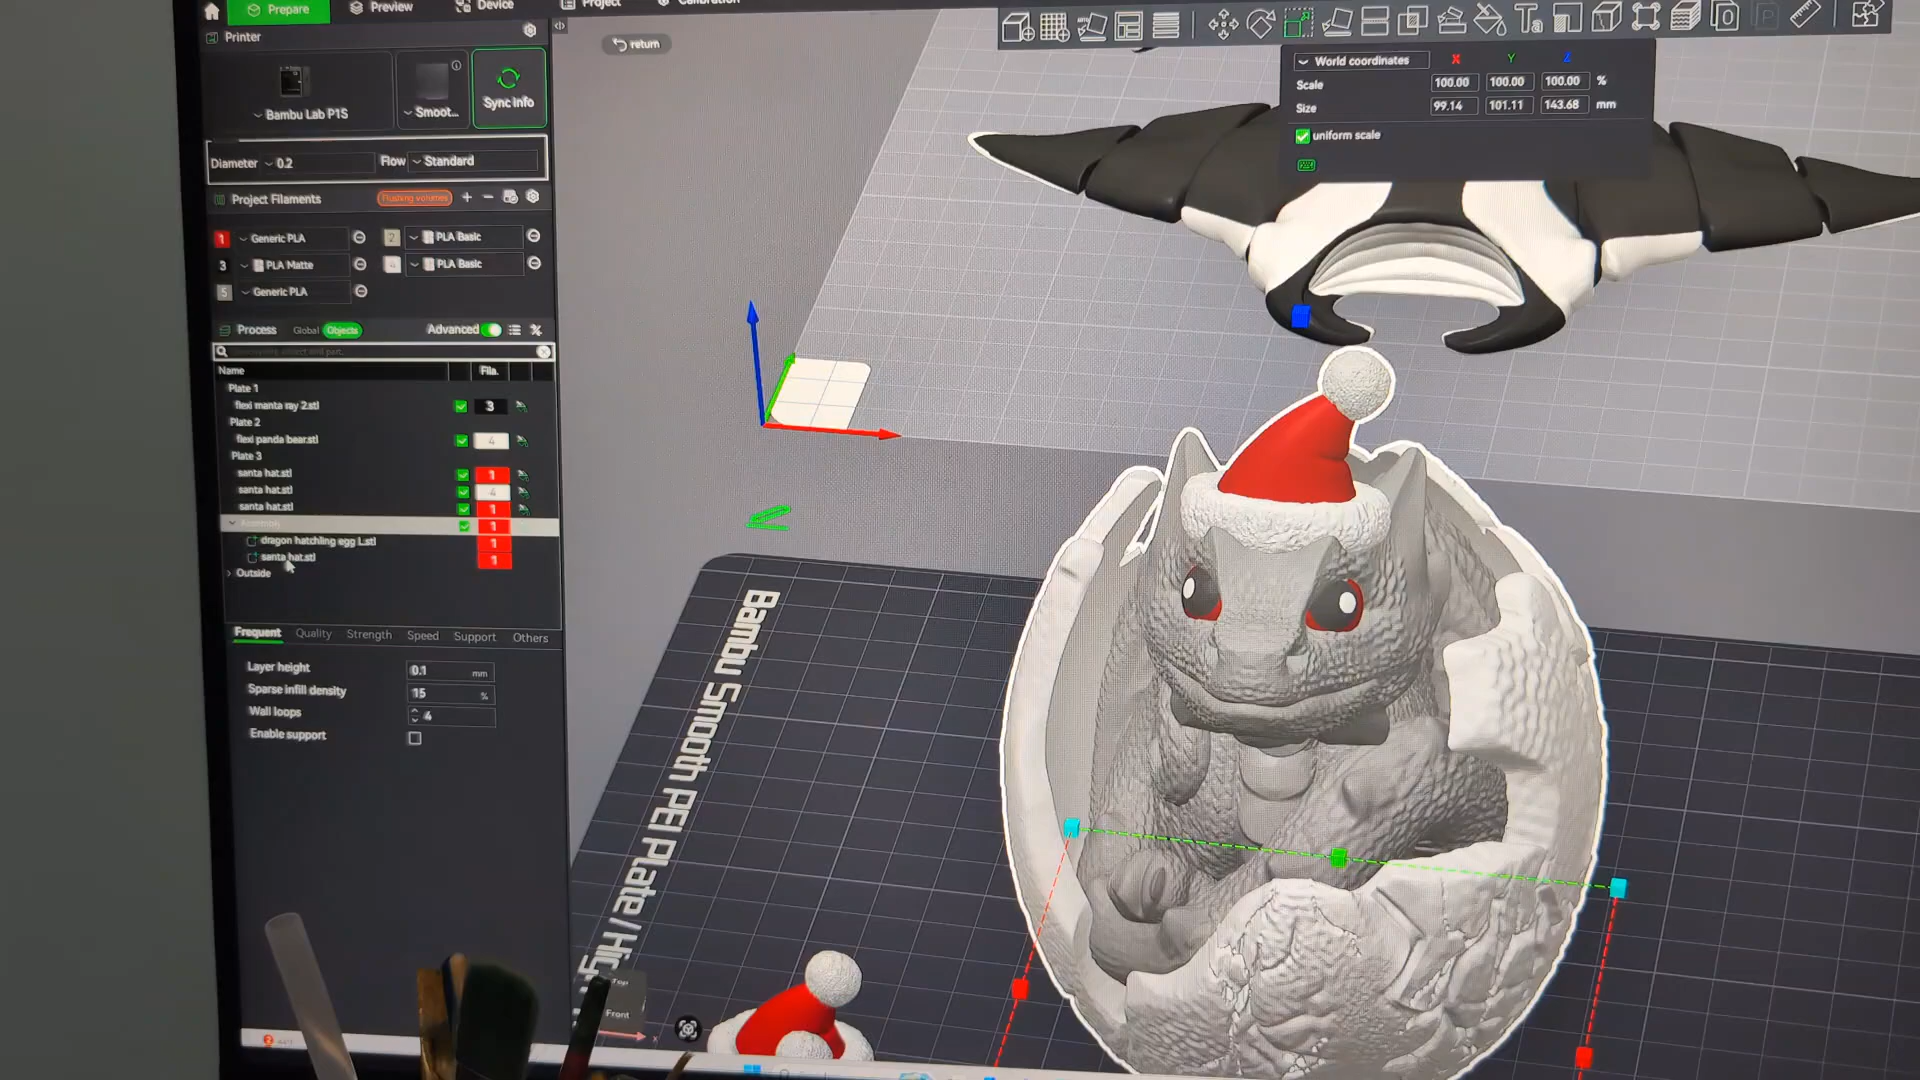 Prepare
Preview
Device
Project
Calibration
Printer
Bambu Lab P1S
Smoot...
Sync info
Diameter 0.2 Flow Standard
Project Filaments
Flushing volumes
1 Generic PLA
2 PLA Basic
3 PLA Matte
4 PLA Basic
5 Generic PLA
Process Global Objects Advanced
Name Fila.
Plate 1
flexi manta ray 2.stl 3
Plate 2
flexi panda bear.stl 4
Plate 3
santa hat.stl 1
santa hat.stl 4
santa hat.stl 1
Assembly 1
dragon hatchling egg L.stl 1
santa hat.stl 1
Outside
Frequent Quality Strength Speed Support Others
Layer height 0.1 mm
Sparse infill density 15 %
Wall loops 4
Enable support
return
World coordinates X Y Z
Scale 100.00 100.00 100.00 %
Size 99.14 101.11 143.68 mm
uniform scale
Bambu Smooth PEI Plate / Hig
Top
Front
x